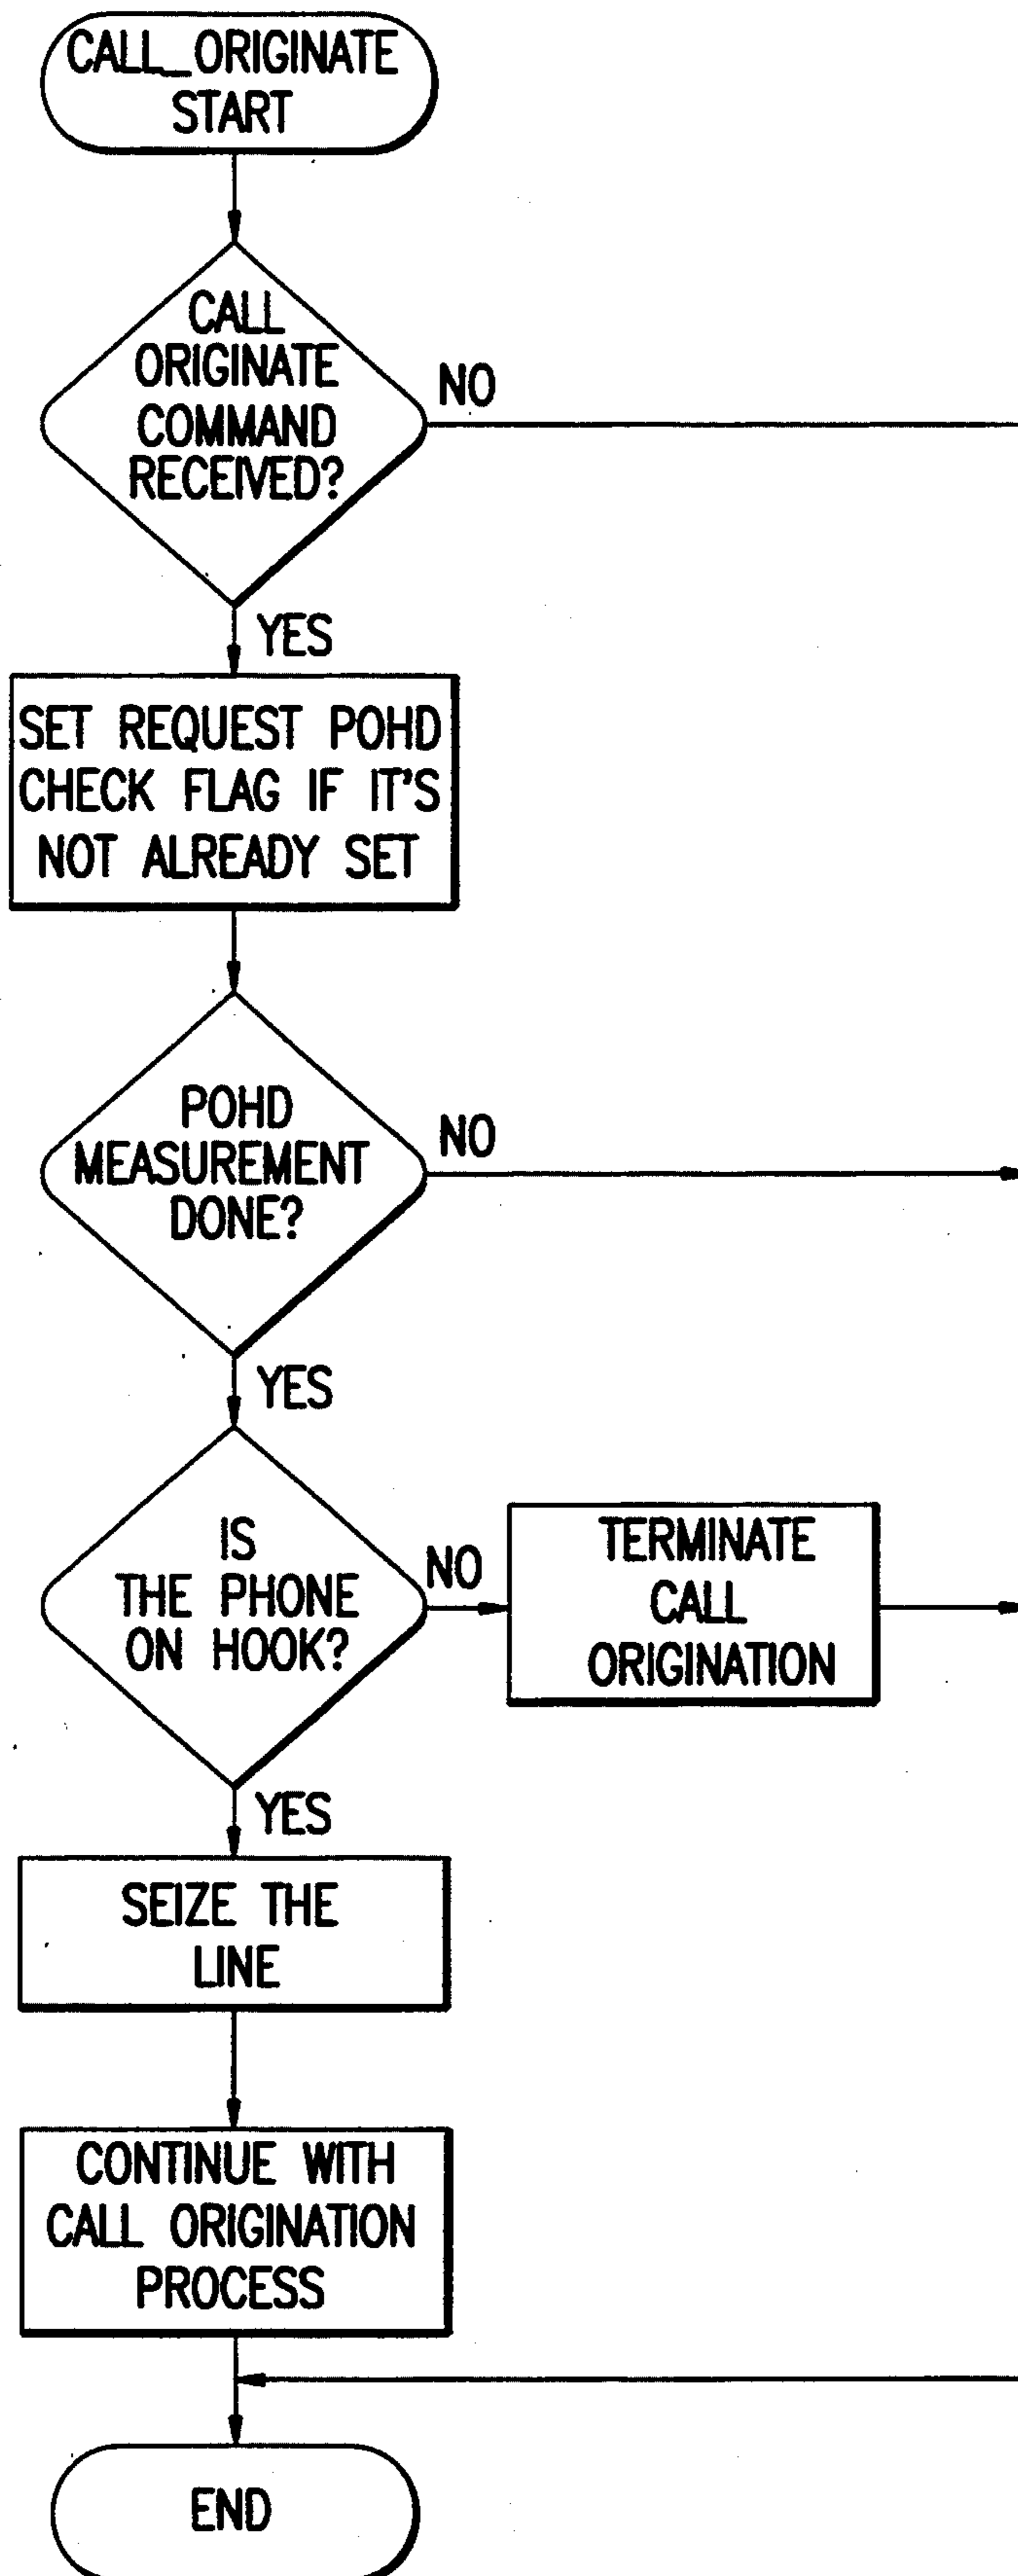 CALL_ORIGINATE
START
CALL
ORIGINATE
COMMAND
RECEIVED?
NO
YES
SET REQUEST POHD
CHECK FLAG IF IT'S
NOT ALREADY SET
POHD
MEASUREMENT
DONE?
NO
YES
IS
THE PHONE
ON HOOK?
NO
TERMINATE
CALL
ORIGINATION
YES
SEIZE THE
LINE
CONTINUE WITH
CALL ORIGINATION
PROCESS
END